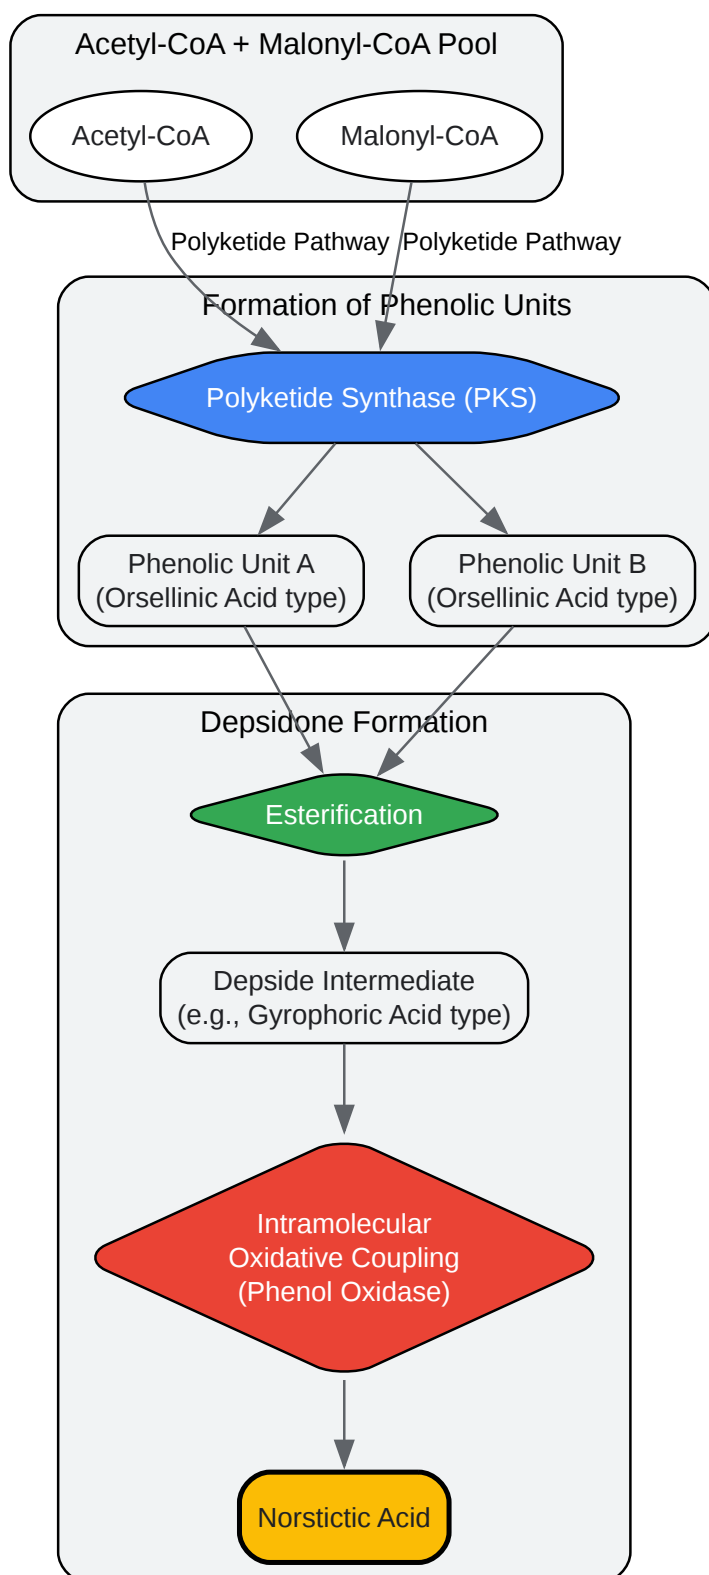 Acetyl-CoA + Malonyl-CoA Pool
Acetyl-CoA
Malonyl-CoA
Polyketide Pathway
Polyketide Pathway
Formation of Phenolic Units
Polyketide Synthase (PKS)
Phenolic Unit A
(Orsellinic Acid type)
Phenolic Unit B
(Orsellinic Acid type)
Depsidone Formation
Esterification
Depside Intermediate
(e.g., Gyrophoric Acid type)
Intramolecular
Oxidative Coupling
(Phenol Oxidase)
Norstictic Acid